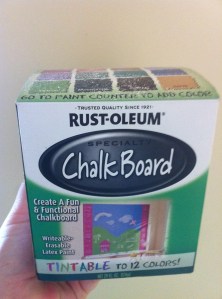 GO TO PAINT COUNTER TO ADD COLOR
TRUSTED QUALITY SINCE 1921
RUST-OLEUM®
SPECIALTY
Chalk Board
Create A Fun
& Functional
Chalkboard
Writeable
Erasable
Latex Paint
TINTABLE TO 12 COLORS!